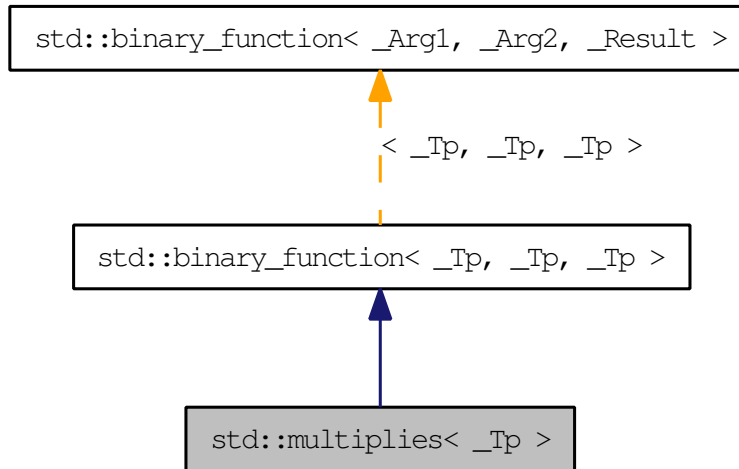 std::binary_function< _Arg1, _Arg2, _Result >
< _Tp, _Tp, _Tp >
std::binary_function< _Tp, _Tp, _Tp >
std::multiplies< _Tp >